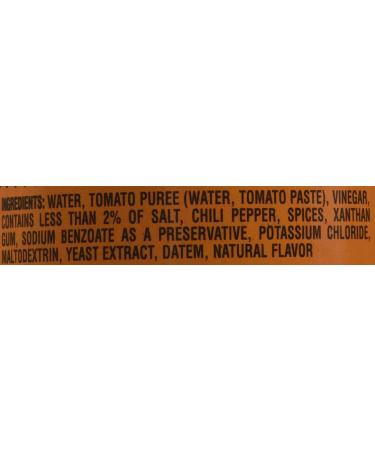 INGREDIENTS: WATER, TOMATO PUREE (WATER, TOMATO PASTE), VINEGAR,
CONTAINS LESS THAN 2% OF SALT, CHILI PEPPER, SPICES, XANTHAN
GUM, SODIUM BENZOATE AS A PRESERVATIVE, POTASSIUM CHLORIDE,
MALTODEXTRIN, YEAST EXTRACT, DATEM, NATURAL FLAVOR